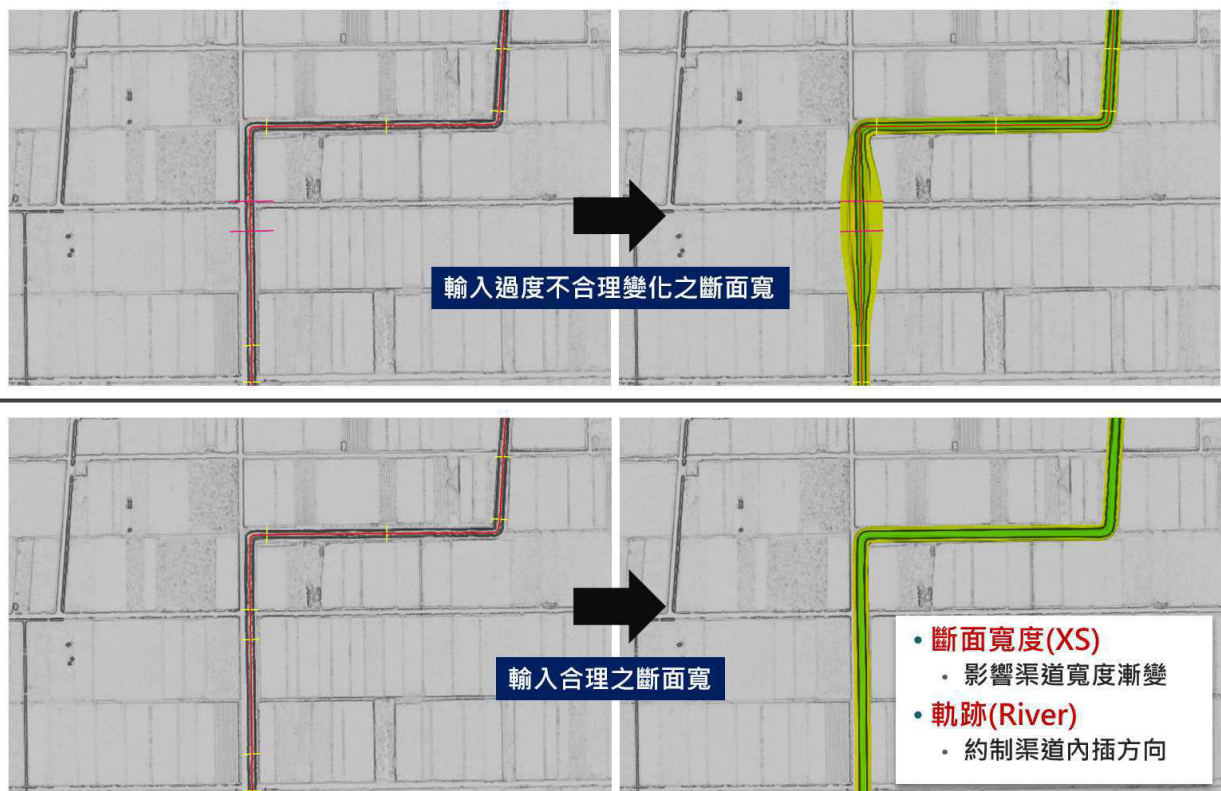 輸入過度不合理變化之斷面寬
輸入合理之斷面寬
• 斷面寬度(XS)
• 影響渠道寬度漸變
• 軌跡(River)
• 約制渠道內插方向